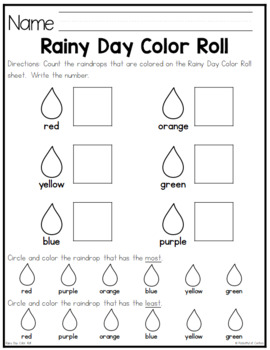 Name
Rainy Day Color Roll
Directions: Count the raindrops that are colored on the Rainy Day Color Roll
sheet. Write the number.
red orange
yellow green
blue purple
Circle and color the raindrop that has the most.
red purple orange blue yellow green
Circle and color the raindrop that has the least.
red purple orange blue yellow green